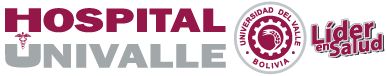 HOSPITAL
UNIVALLE
UNIVERSIDAD DEL VALLE
BOLIVIA
Líder
en Salud